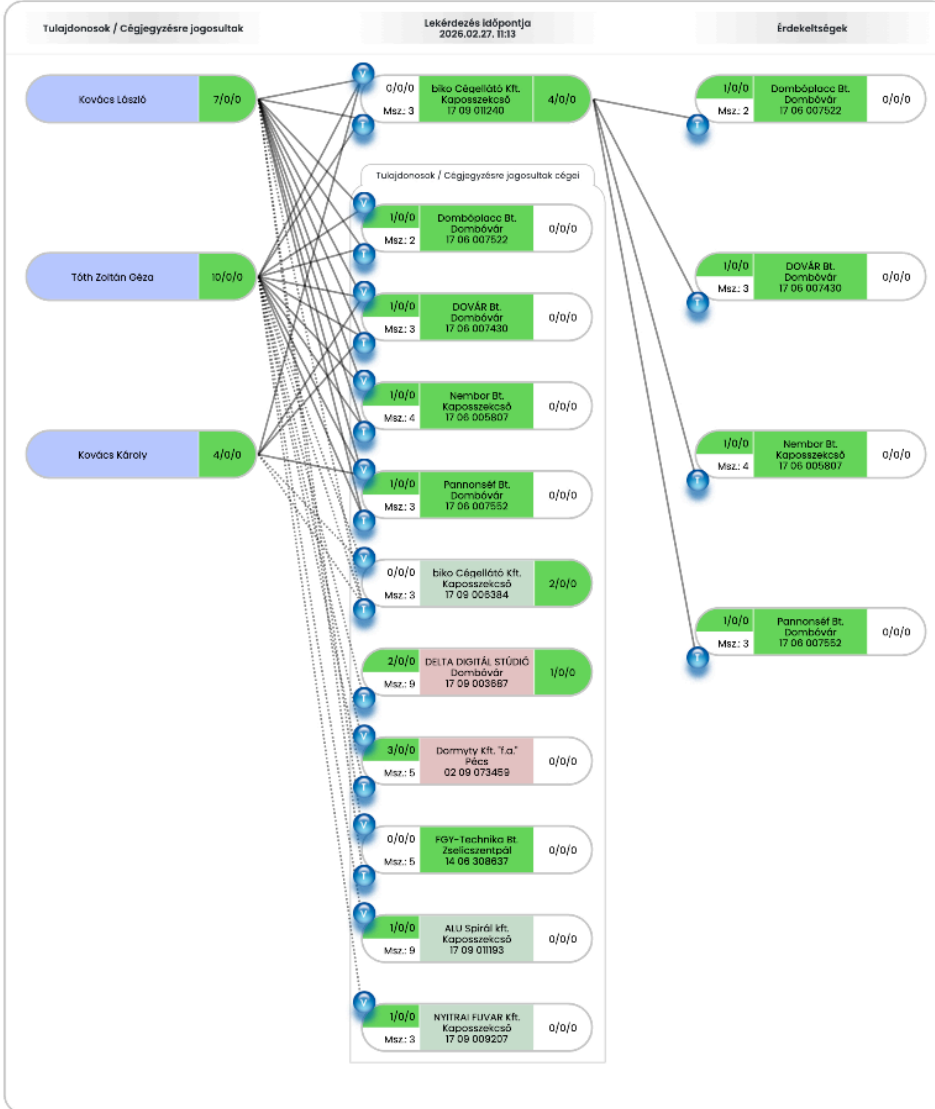 Tulajdonosok / Cégjegyzésre jogosultak
Lekérdezés időpontja
2026.02.27. 11:13
Érdekeltségek
Kovács László
7/0/0
V
0/0/0
Msz.: 3
T
biko Cégellátó Kft.
Kaposszekcső
17 09 011240
4/0/0
1/0/0
Msz.: 2
T
Dombóplacc Bt.
Dombóvár
17 06 007522
0/0/0
Tulajdonosok / Cégjegyzésre jogosultak cégei
V
1/0/0
Msz.: 2
T
Dombóplacc Bt.
Dombóvár
17 06 007522
0/0/0
Tóth Zoltán Géza
10/0/0
V
1/0/0
Msz.: 3
T
DOVÁR Bt.
Dombóvár
17 06 007430
0/0/0
1/0/0
Msz.: 3
T
DOVÁR Bt.
Dombóvár
17 06 007430
0/0/0
V
1/0/0
Msz.: 4
T
Nembor Bt.
Kaposszekcső
17 06 005807
0/0/0
Kovács Károly
4/0/0
V
1/0/0
Msz.: 3
T
Pannonséf Bt.
Dombóvár
17 06 007552
0/0/0
1/0/0
Msz.: 4
T
Nembor Bt.
Kaposszekcső
17 06 005807
0/0/0
V
0/0/0
Msz.: 3
T
biko Cégellátó Kft.
Kaposszekcső
17 09 006384
2/0/0
1/0/0
Msz.: 3
T
Pannonséf Bt.
Dombóvár
17 06 007552
0/0/0
2/0/0
Msz.: 9
T
DELTA DIGITÁL STÚDIÓ
Dombóvár
17 09 003687
1/0/0
V
3/0/0
Msz.: 5
T
Dormyty Kft. "f.a."
Pécs
02 09 073459
0/0/0
V
0/0/0
Msz.: 5
T
FGY-Technika Bt.
Zselicszentpál
14 06 308637
0/0/0
V
1/0/0
Msz.: 9
ALU Spirál kft.
Kaposszekcső
17 09 011193
0/0/0
V
1/0/0
Msz.: 3
NYITRAI FUVAR Kft.
Kaposszekcső
17 09 009207
0/0/0